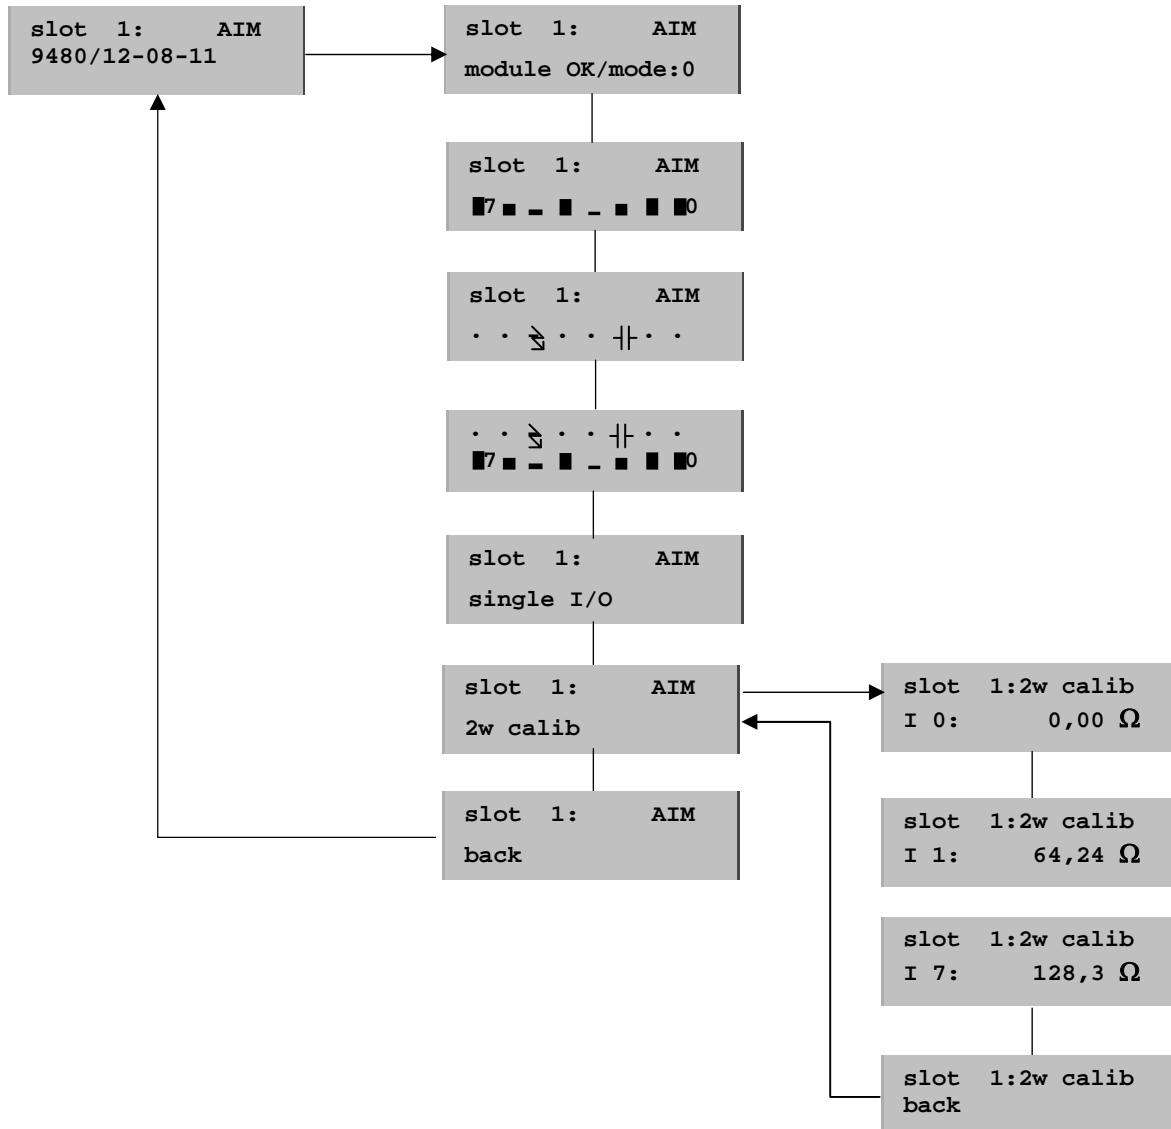 slot 1: AIM
9480/12-08-11
slot 1: AIM
module OK/mode:0
slot 1: AIM
█7 ▄ ▂ █ ▁ ▄ █ █0
slot 1: AIM
· · · · · ·
· · · · · ·
█7 ▄ ▂ █ ▁ ▄ █ █0
slot 1: AIM
single I/O
slot 1: AIM
2w calib
slot 1: AIM
back
slot 1:2w calib
I 0: 0,00 Ω
slot 1:2w calib
I 1: 64,24 Ω
slot 1:2w calib
I 7: 128,3 Ω
slot 1:2w calib
back